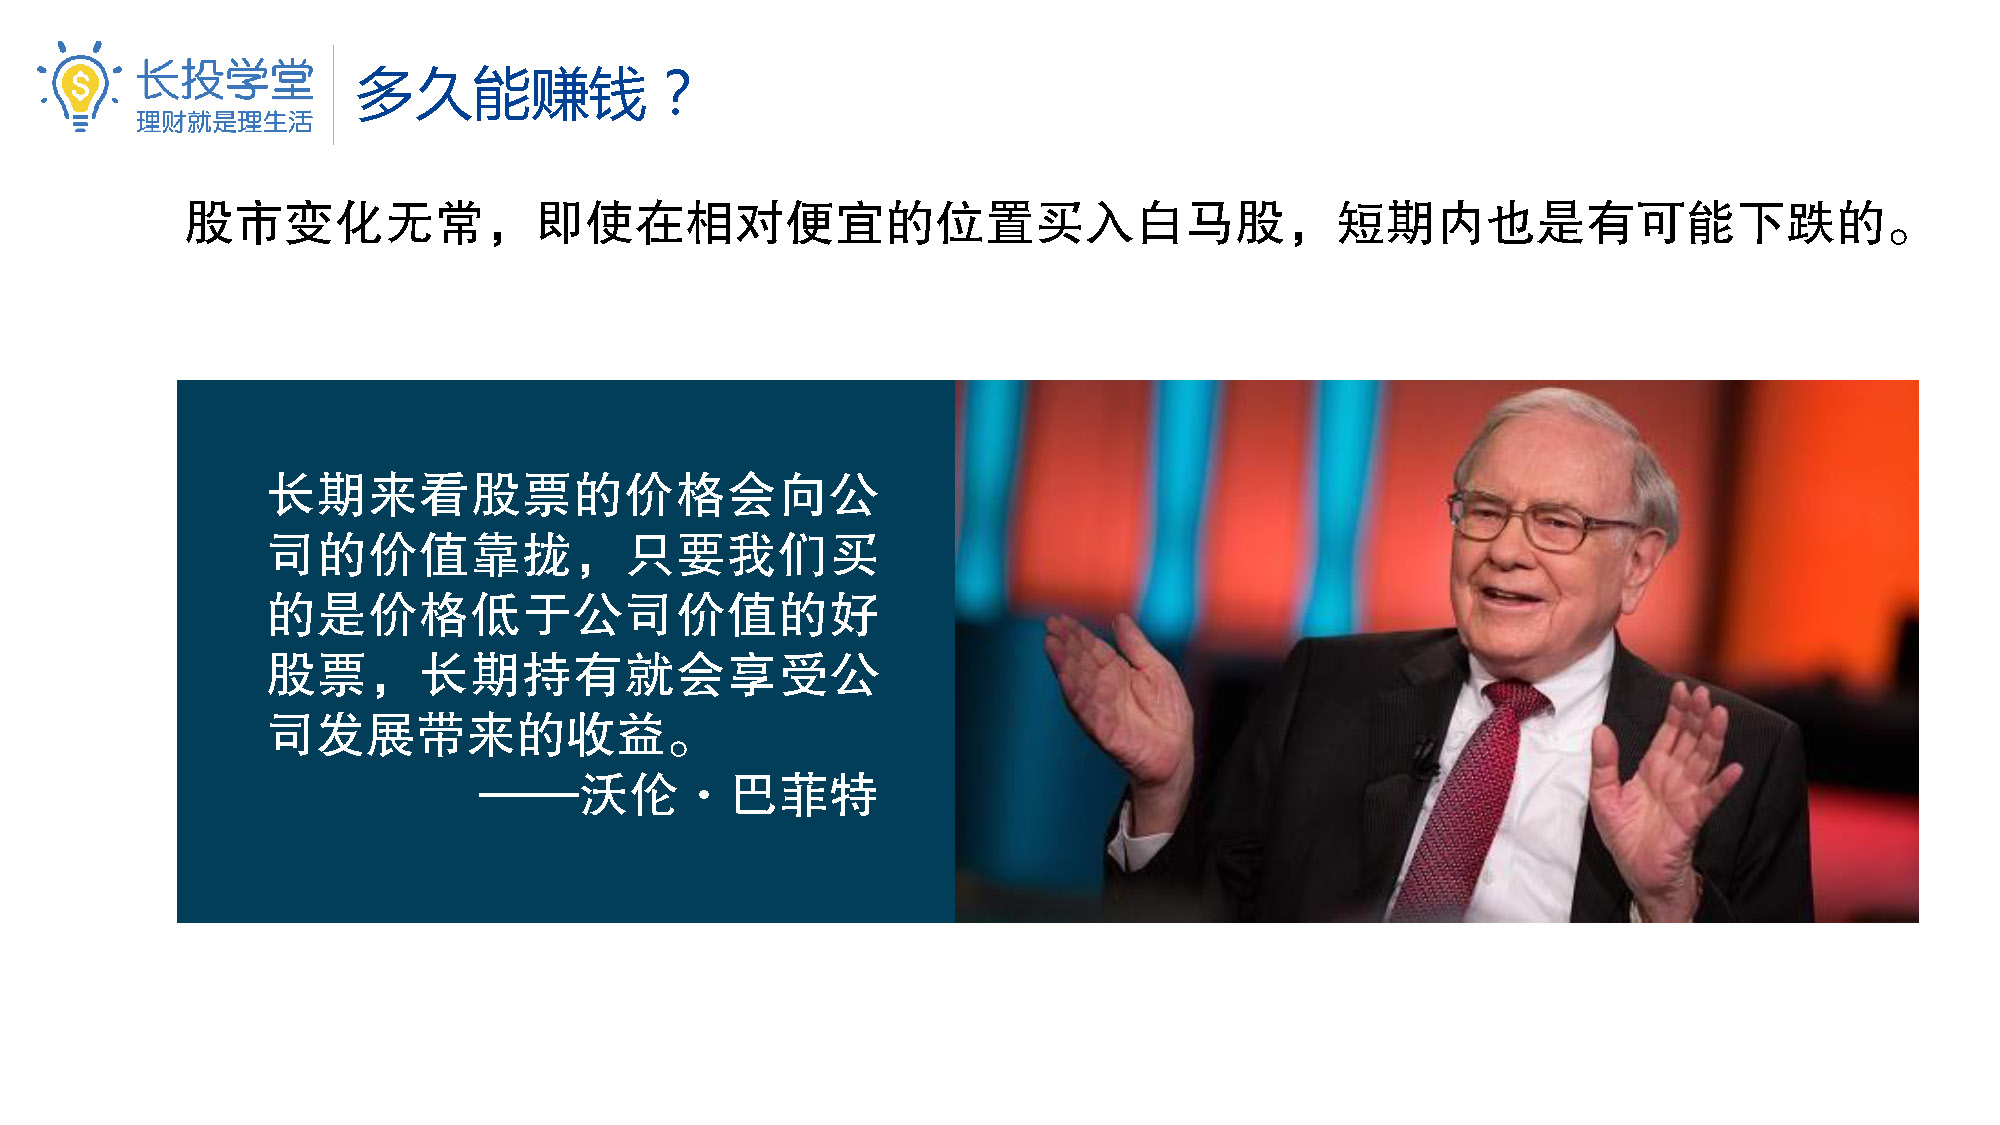 长投学堂
理财就是理生活
多久能赚钱？
股市变化无常，即使在相对便宜的位置买入白马股，短期内也是有可能下跌的。
长期来看股票的价格会向公
司的价值靠拢，只要我们买
的是价格低于公司价值的好
股票，长期持有就会享受公
司发展带来的收益。
——沃伦·巴菲特